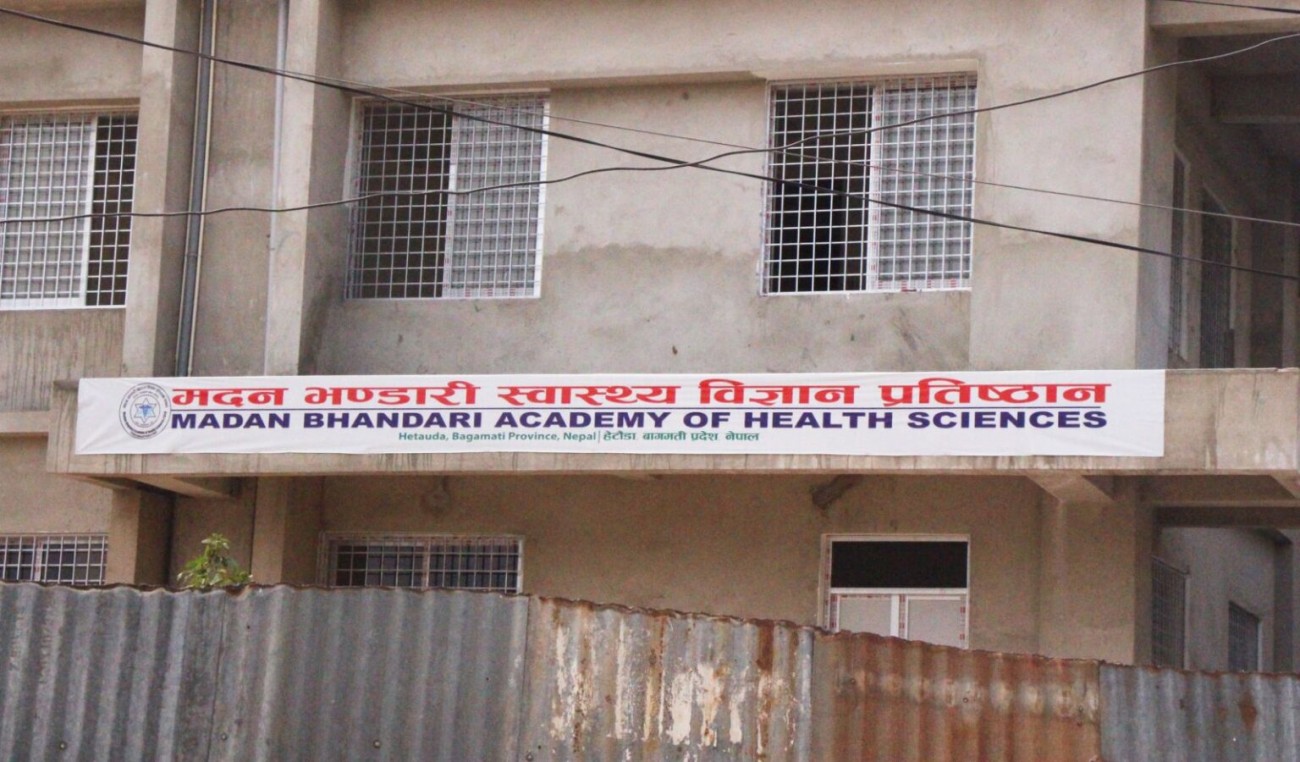 मदन भण्डारी स्वास्थ्य विज्ञान प्रतिष्ठान
MADAN BHANDARI ACADEMY OF HEALTH SCIENCES
Hetauda, Bagamati Province, Nepal | हेटौडा बागमती प्रदेश, नेपाल